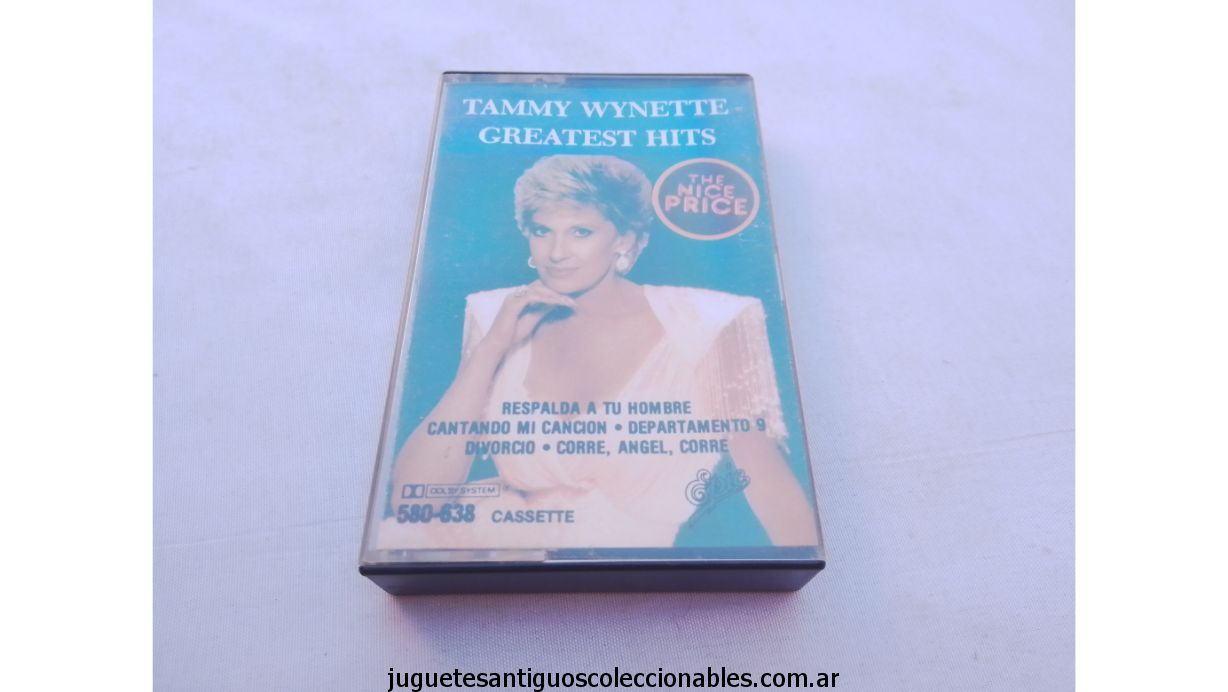 TAMMY WYNETTE
GREATEST HITS
THE
NICE
PRICE
RESPALDA A TU HOMBRE
CANTANDO MI CANCION • DEPARTAMENTO 9
DIVORCIO • CORRE, ANGEL, CORRE
DOLBY SYSTEM
Epic
580-638 CASSETTE
juguetesantiguoscoleccionables.com.ar